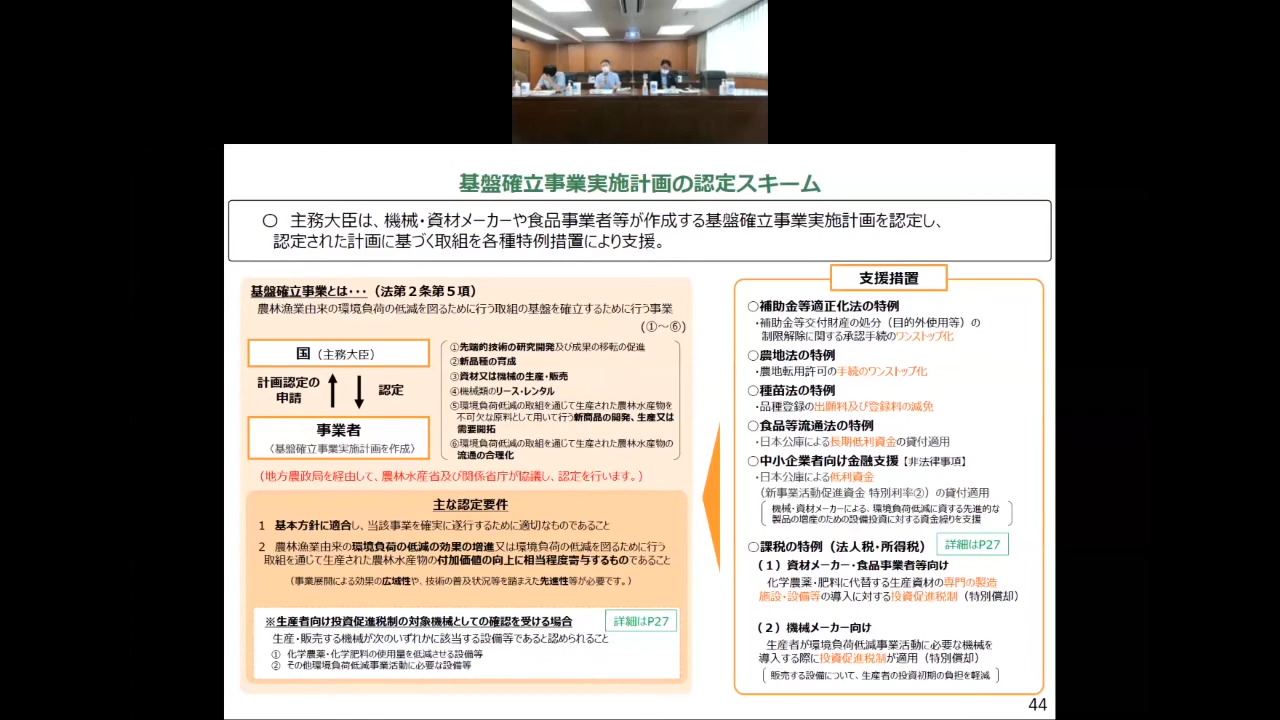 基盤確立事業実施計画の認定スキーム
○ 主務大臣は、機械・資材メーカーや食品事業者等が作成する基盤確立事業実施計画を認定し、
認定された計画に基づく取組を各種特例措置により支援。
基盤確立事業とは・・・（法第２条第５項）
農林漁業由来の環境負荷の低減を図るために行う取組の基盤を確立するために行う事業
(①～⑥)
国（主務大臣）
計画認定の
申請
認定
事業者
（基盤確立事業実施計画を作成）
①先端的技術の研究開発及び成果の移転の促進
②新品種の育成
③資材又は機械の生産・販売
④機械類のリース・レンタル
⑤環境負荷低減の取組を通じて生産された農林水産物を
不可欠な原料として用いて行う新商品の開発、生産又は
需要開拓
⑥環境負荷低減の取組を通じて生産された農林水産物の
流通の合理化
（地方農政局を経由して、農林水産省及び関係省庁が協議し、認定を行います。）
主な認定要件
１ 基本方針に適合し、当該事業を確実に遂行するために適切なものであること
２ 農林漁業由来の環境負荷の低減の効果の増進又は環境負荷の低減を図るために行う
取組を通じて生産された農林水産物の付加価値の向上に相当程度寄与するものであること
（事業展開による効果の広域性や、技術の普及状況等を踏まえた先進性等が必要です。）
※生産者向け投資促進税制の対象機械としての確認を受ける場合
詳細はP27
生産・販売する機械が次のいずれかに該当する設備等であると認められること
① 化学農薬・化学肥料の使用量を低減させる設備等
② その他環境負荷低減事業活動に必要な設備等
支援措置
○補助金等適正化法の特例
・補助金等交付財産の処分（目的外使用等）の
制限解除に関する承認手続のワンストップ化
○農地法の特例
・農地転用許可の手続のワンストップ化
○種苗法の特例
・品種登録の出願料及び登録料の減免
○食品等流通法の特例
・日本公庫による長期低利資金の貸付適用
○中小企業者向け金融支援【非法律事項】
・日本公庫による低利資金
（新事業活動促進資金 特別利率②）の貸付適用
機械・資材メーカーによる、環境負荷低減に資する先進的な
製品の増産のための設備投資に対する資金繰りを支援
○課税の特例（法人税・所得税）
詳細はP27
（１）資材メーカー・食品事業者等向け
化学農薬・肥料に代替する生産資材の専門の製造
施設・設備等の導入に対する投資促進税制（特別償却）
（２）機械メーカー向け
生産者が環境負荷低減事業活動に必要な機械を
導入する際に投資促進税制が適用（特別償却）
販売する設備について、生産者の投資初期の負担を軽減
44